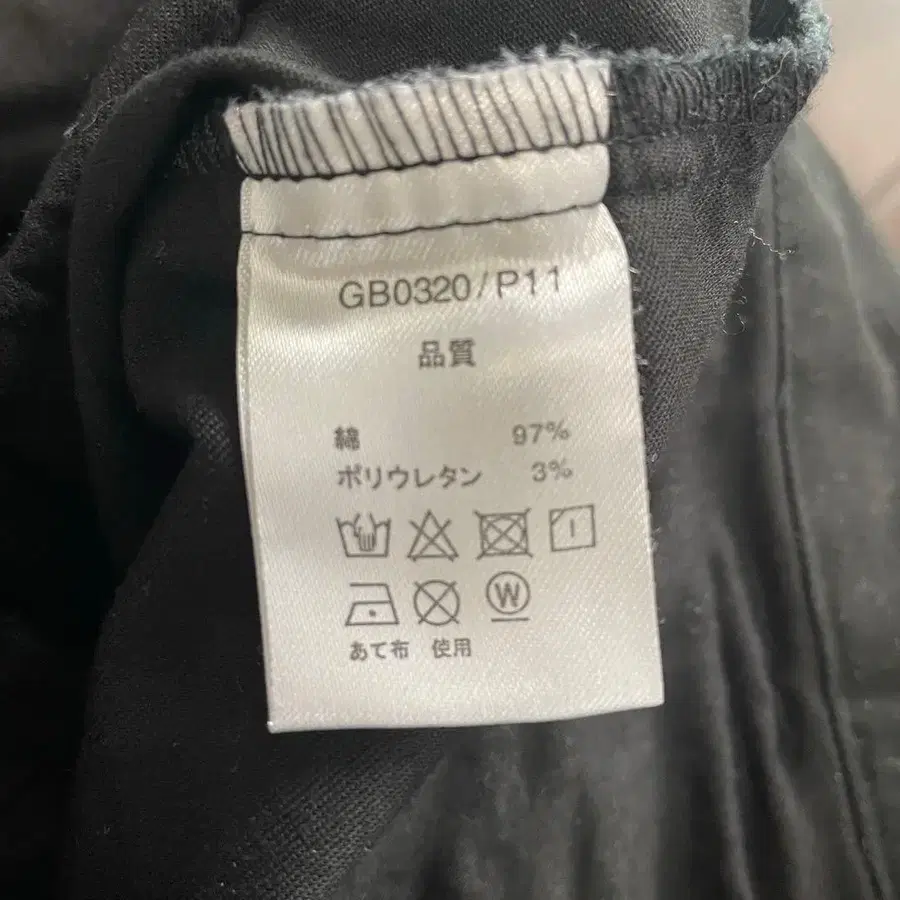 GB0320/P11
品質
綿 97%
ポリウレタン 3%
W
あて布 使用